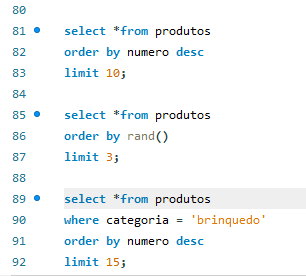 80
81 select *from produtos
82 order by numero desc
83 limit 10;
84
85 select *from produtos
86 order by rand()
87 limit 3;
88
89 select *from produtos
90 where categoria = 'brinquedo'
91 order by numero desc
92 limit 15;